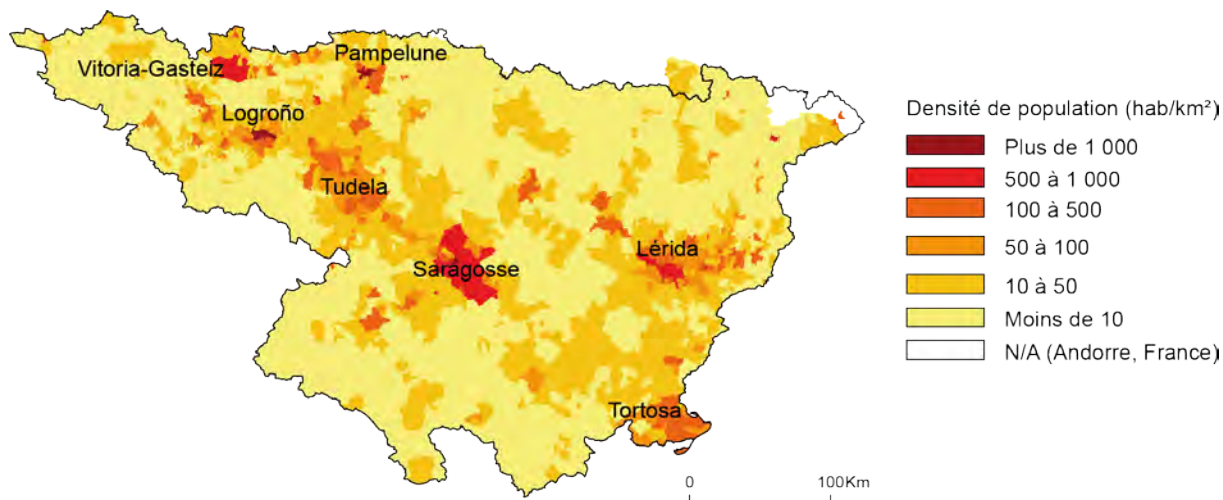 Pampelune
Vitoria-Gasteiz
Logroño
Tudela
Saragosse
Lérida
Tortosa
0 100Km
Densité de population (hab/km²)
Plus de 1 000
500 à 1 000
100 à 500
50 à 100
10 à 50
Moins de 10
N/A (Andorre, France)